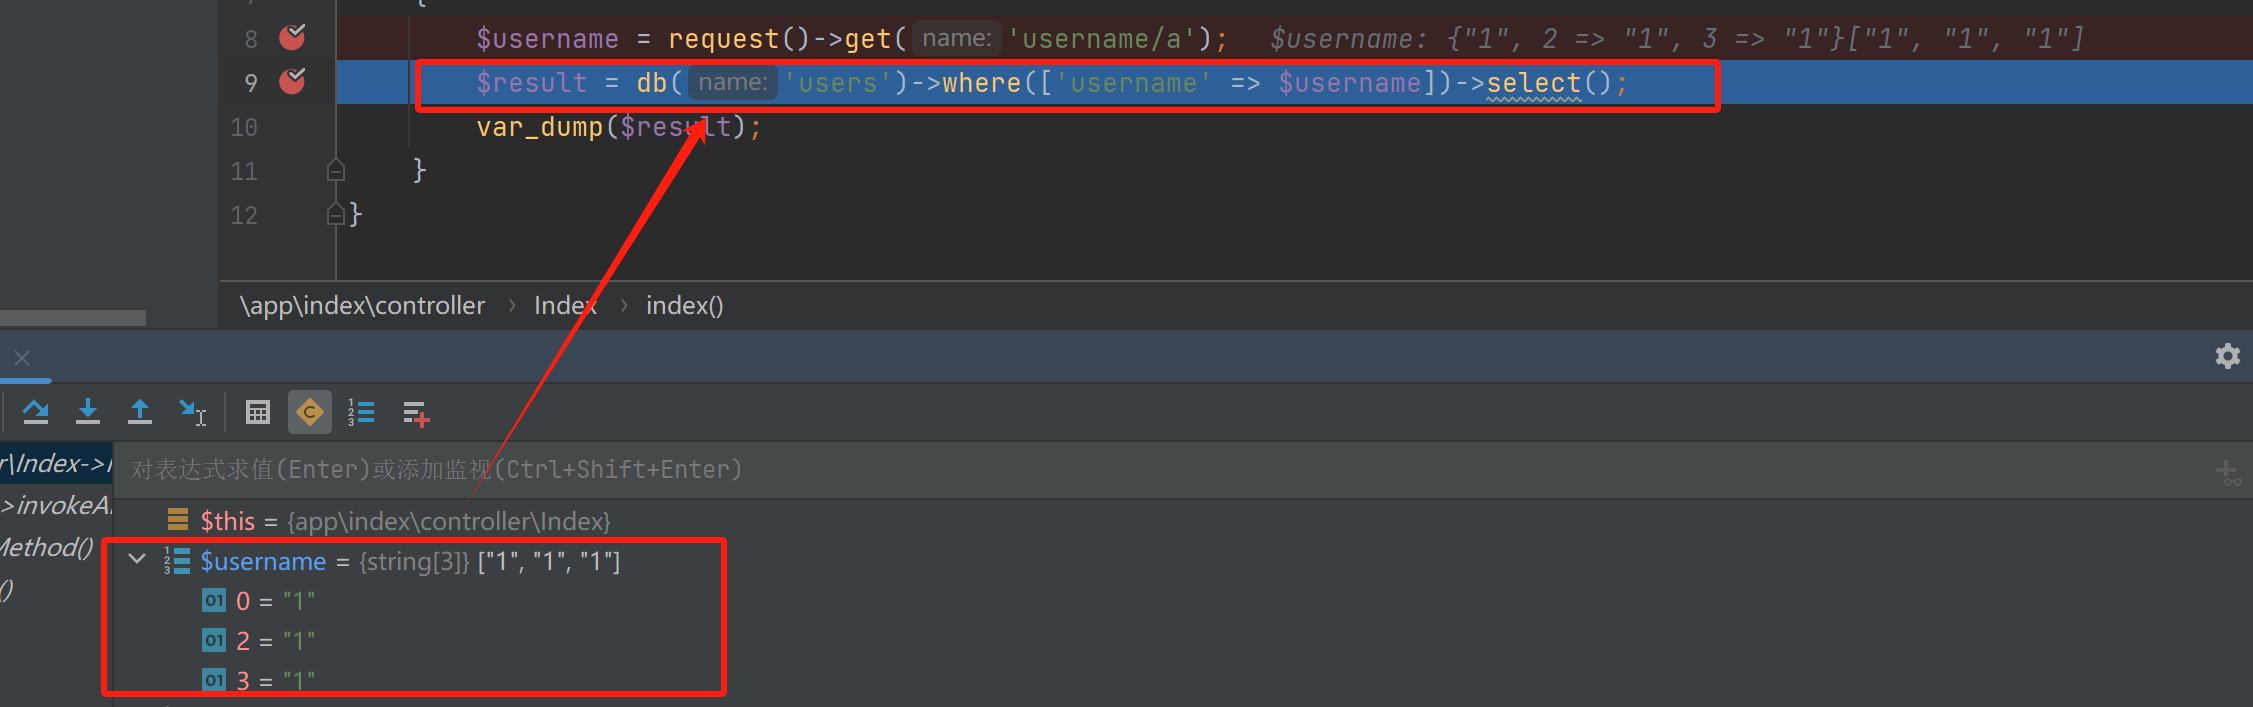 {
8 $username = request()->get( name: 'username/a'); $username: {"1", 2 => "1", 3 => "1"}["1", "1", "1"]
9 $result = db( name: 'users')->where(['username' => $username])->select();
10 var_dump($result);
11 }
12 }
\app\index\controller › Index › index()
r\Index->
对表达式求值(Enter)或添加监视(Ctrl+Shift+Enter)
>invokeA
$this = {app\index\controller\Index}
Method()
$username = {string[3]} ["1", "1", "1"]
()
0 = "1"
2 = "1"
3 = "1"